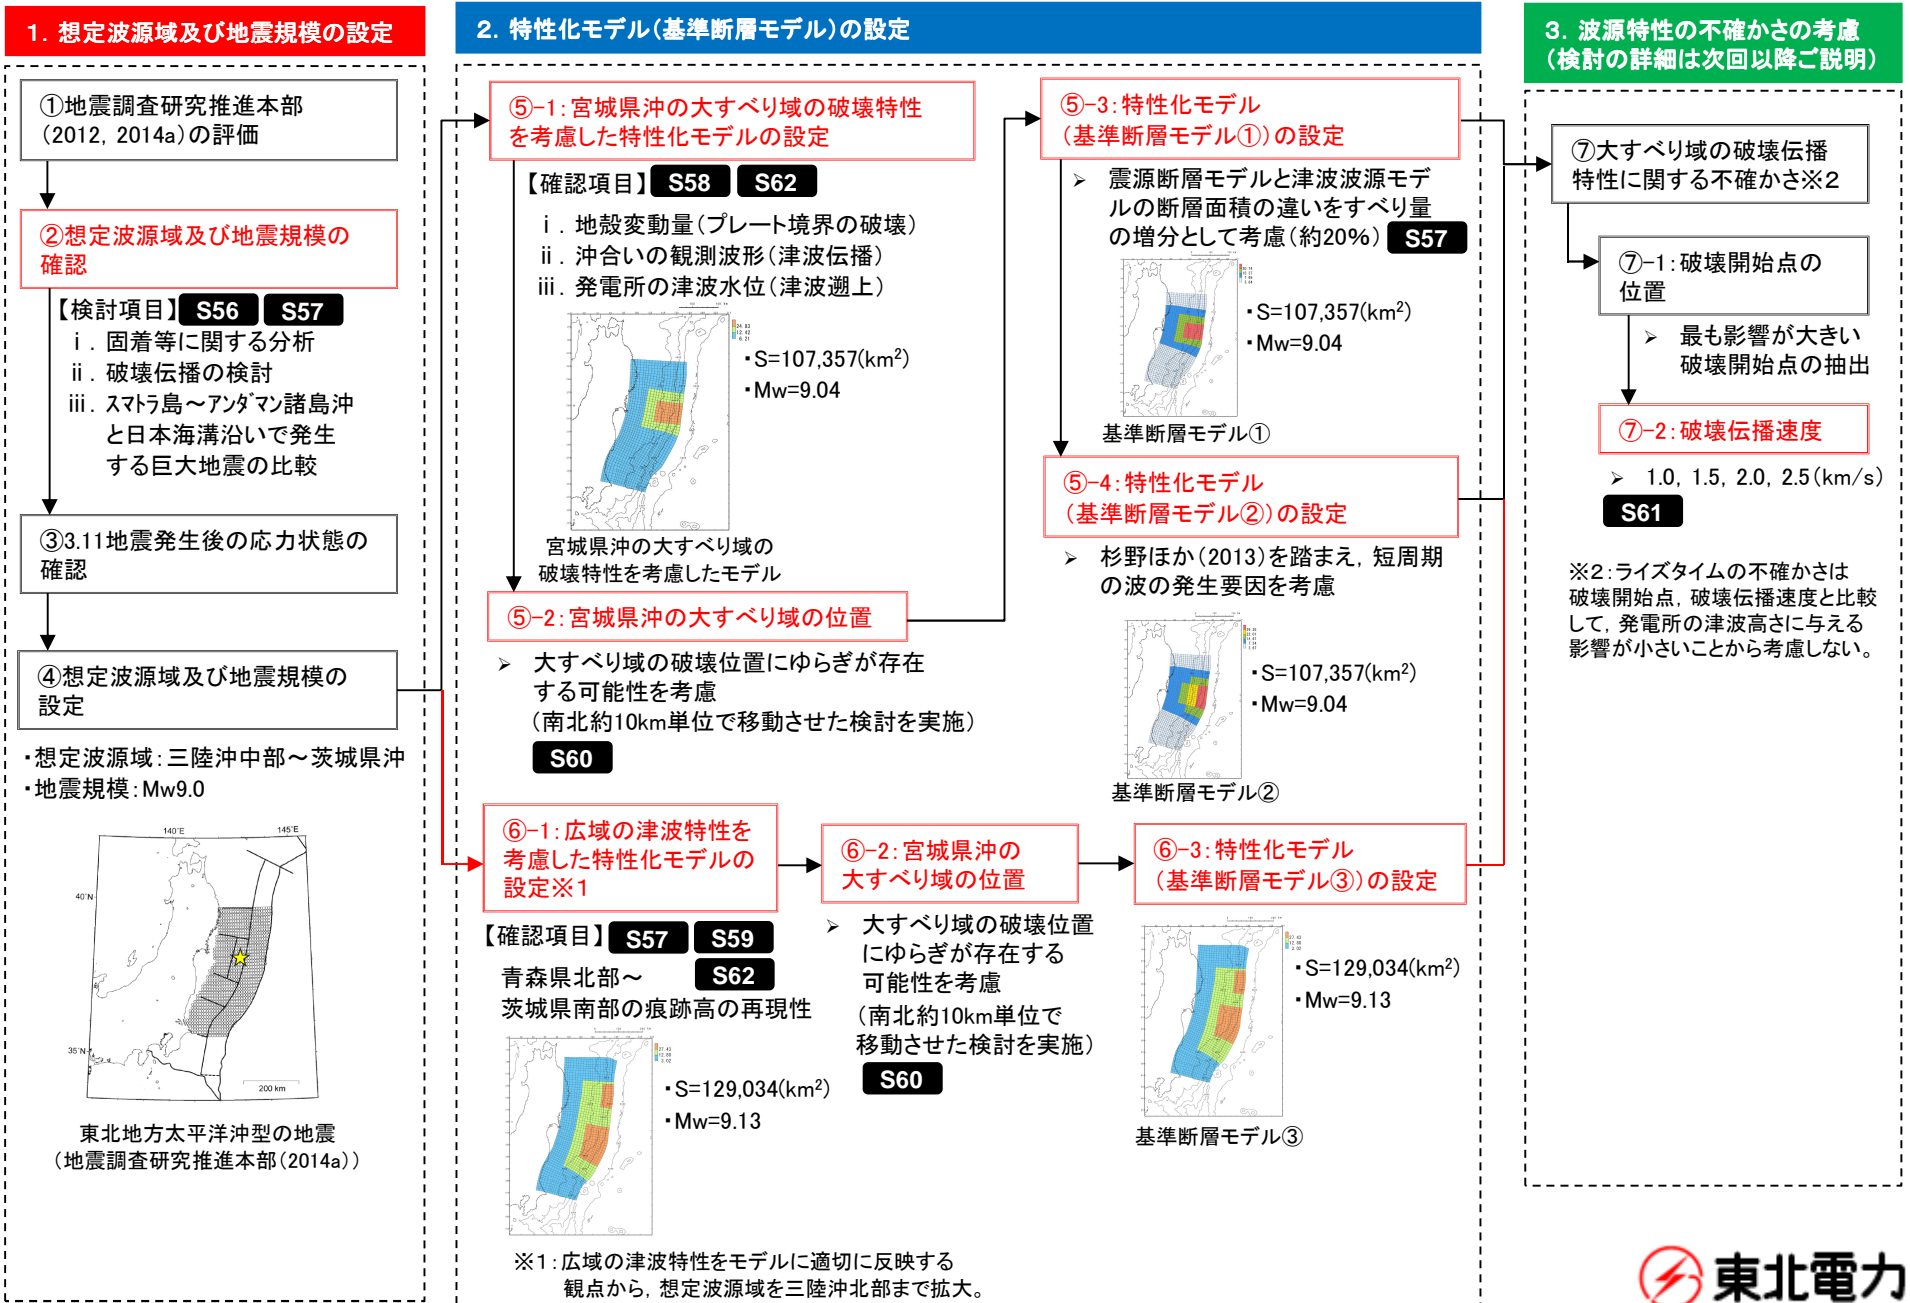 1. 想定波源域及び地震規模の設定
①地震調査研究推進本部
(2012, 2014a)の評価
②想定波源域及び地震規模の
確認
【検討項目】 S56 S57
ⅰ. 固着等に関する分析
ⅱ. 破壊伝播の検討
ⅲ. スマトラ島～アンダマン諸島沖
と日本海溝沿いで発生
する巨大地震の比較
③3.11地震発生後の応力状態の
確認
④想定波源域及び地震規模の
設定
・想定波源域:三陸沖中部～茨城県沖
・地震規模:Mw9.0
140°E 145°E
40°N
35°N
200 km
東北地方太平洋沖型の地震
(地震調査研究推進本部(2014a))
2. 特性化モデル(基準断層モデル)の設定
⑤-1:宮城県沖の大すべり域の破壊特性
を考慮した特性化モデルの設定
【確認項目】 S58 S62
ⅰ. 地殻変動量(プレート境界の破壊)
ⅱ. 沖合いの観測波形(津波伝播)
ⅲ. 発電所の津波水位(津波遡上)
・S=107,357(km²)
・Mw=9.04
宮城県沖の大すべり域の
破壊特性を考慮したモデル
⑤-2:宮城県沖の大すべり域の位置
➢ 大すべり域の破壊位置にゆらぎが存在
する可能性を考慮
(南北約10km単位で移動させた検討を実施)
S60
⑤-3:特性化モデル
(基準断層モデル①)の設定
➢ 震源断層モデルと津波波源モデ
ルの断層面積の違いをすべり量
の増分として考慮(約20%) S57
・S=107,357(km²)
・Mw=9.04
基準断層モデル①
⑤-4:特性化モデル
(基準断層モデル②)の設定
➢ 杉野ほか(2013)を踏まえ, 短周期
の波の発生要因を考慮
・S=107,357(km²)
・Mw=9.04
基準断層モデル②
⑥-1:広域の津波特性を
考慮した特性化モデルの
設定※1
【確認項目】 S57 S59
S62
青森県北部～
茨城県南部の痕跡高の再現性
・S=129,034(km²)
・Mw=9.13
※1:広域の津波特性をモデルに適切に反映する
観点から, 想定波源域を三陸沖北部まで拡大。
⑥-2:宮城県沖の
大すべり域の位置
➢ 大すべり域の破壊位置
にゆらぎが存在する
可能性を考慮
(南北約10km単位で
移動させた検討を実施)
S60
⑥-3:特性化モデル
(基準断層モデル③)の設定
・S=129,034(km²)
・Mw=9.13
基準断層モデル③
3. 波源特性の不確かさの考慮
(検討の詳細は次回以降ご説明)
⑦大すべり域の破壊伝播
特性に関する不確かさ※2
⑦-1:破壊開始点の
位置
➢ 最も影響が大きい
破壊開始点の抽出
⑦-2:破壊伝播速度
➢ 1.0, 1.5, 2.0, 2.5(km/s)
S61
※2:ライズタイムの不確かさは
破壊開始点, 破壊伝播速度と比較
して, 発電所の津波高さに与える
影響が小さいことから考慮しない。
東北電力